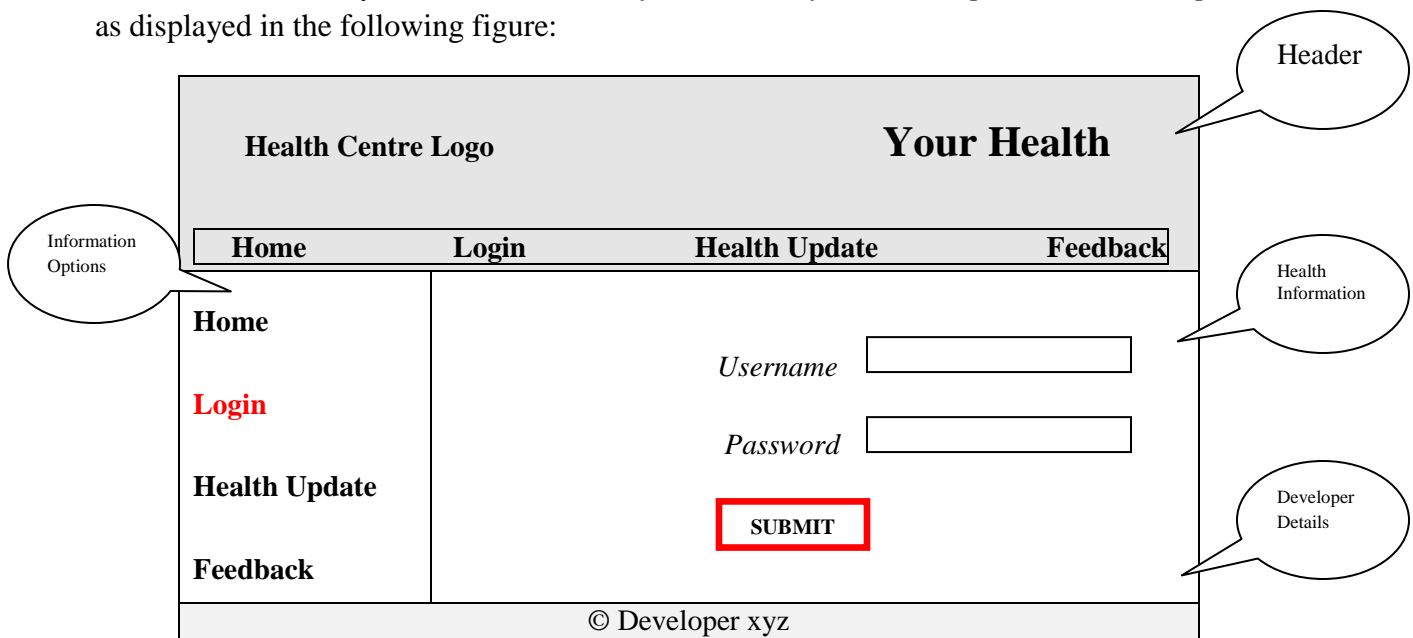 as displayed in the following figure:
Header
Health Centre Logo
Your Health
Information
Options
Home Login Health Update Feedback
Health
Information
Home
Username
Login
Password
Health Update
SUBMIT
Developer
Details
Feedback
© Developer xyz